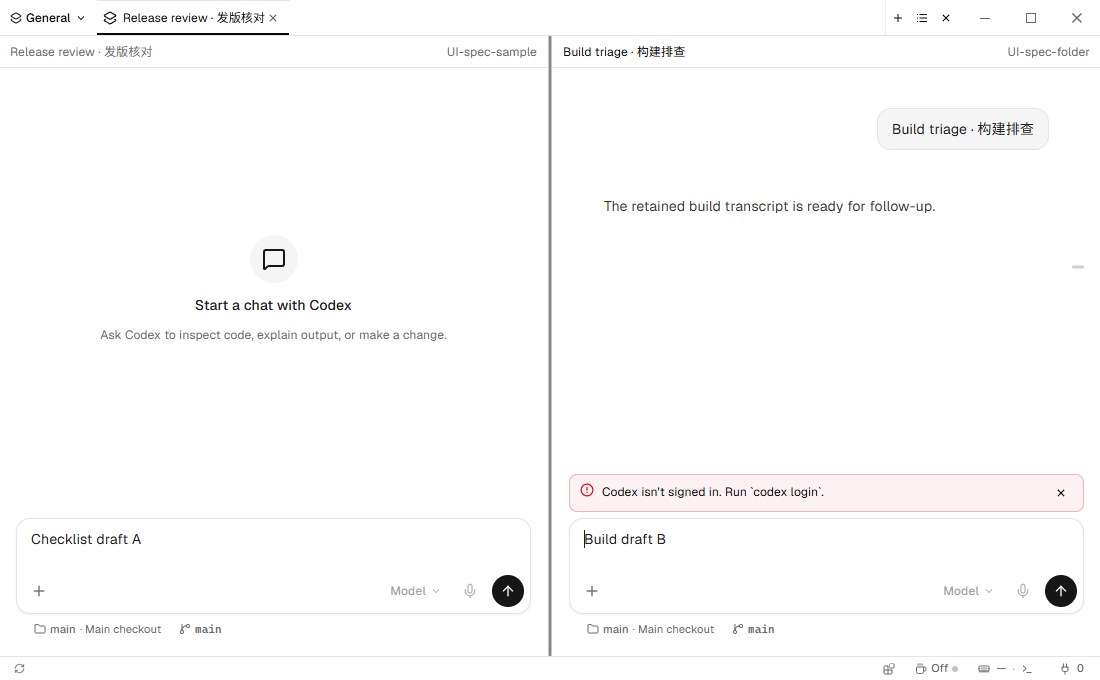 General
Release review · 发版核对
Release review · 发版核对
UI-spec-sample
Start a chat with Codex
Ask Codex to inspect code, explain output, or make a change.
Checklist draft A
Model
main · Main checkout
main
Build triage · 构建排查
UI-spec-folder
Build triage · 构建排查
The retained build transcript is ready for follow-up.
Codex isn't signed in. Run `codex login`.
Build draft B
Model
main · Main checkout
main
Off
0